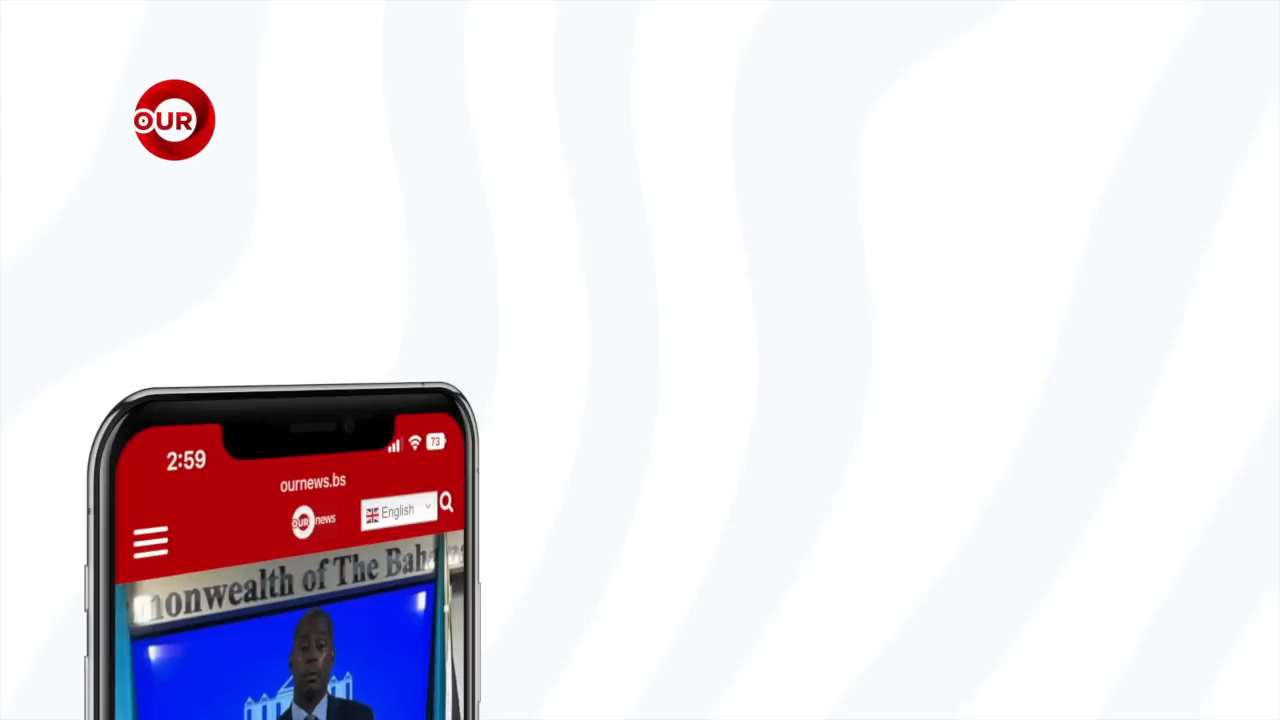 OUR
2:59
73
ournews.bs
OUR news
English
monwealth of The Baha